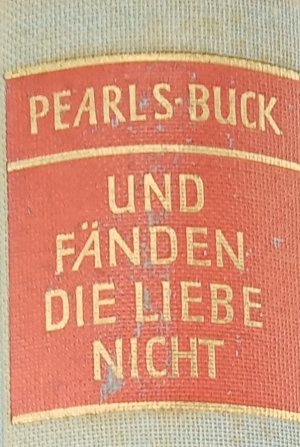 PEARL S·BUCK
UND
FÄNDEN
DIE LIEBE
NICHT